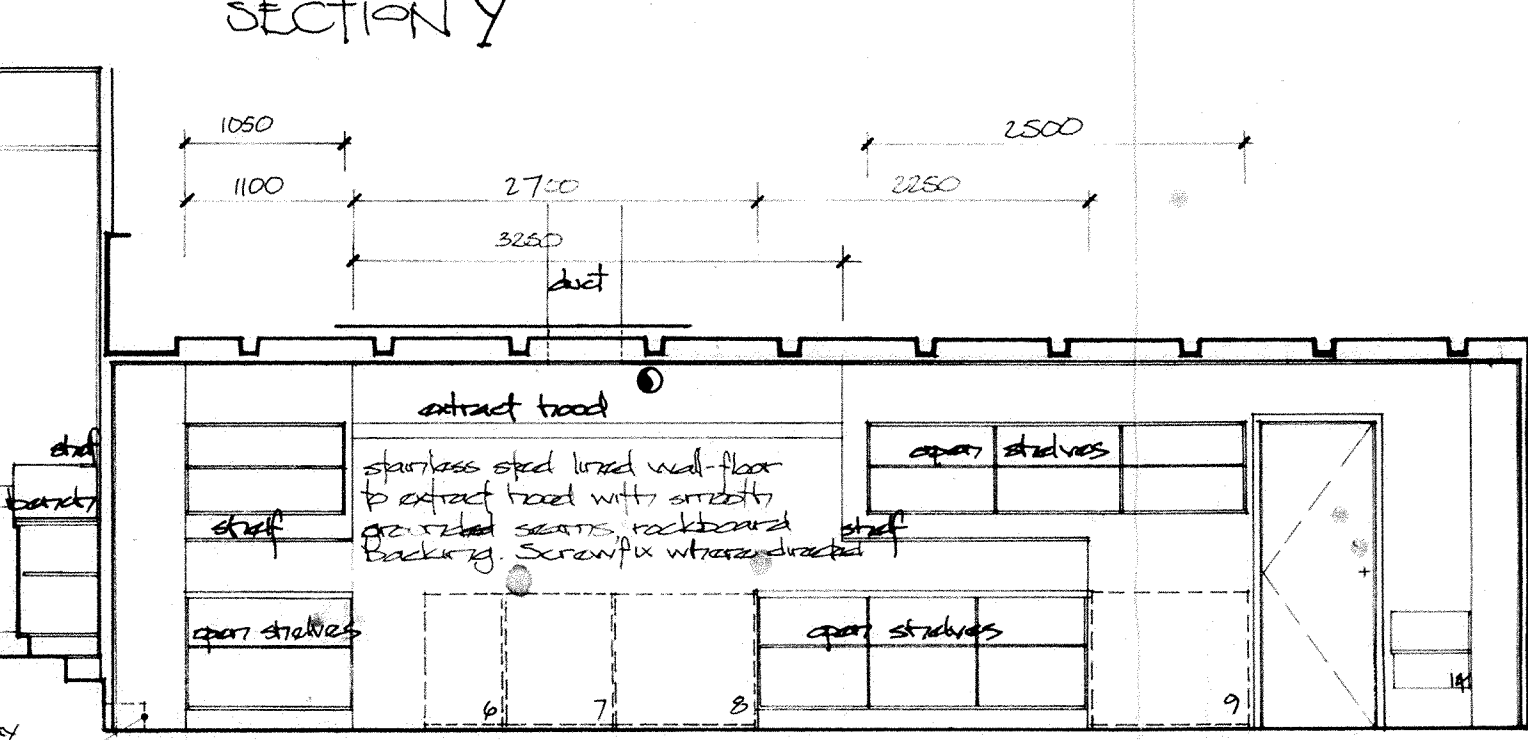 SECTION Y
1050
2500
1100
2700
2250
3250
duct
extract hood
shelf
open shelves
stainless steel lined wall-floor
bench
to extract hood with smooth
shelf
grounded seams, rockboard
shelf
Backing. Screwfix where directed
open shelves
open shelves
6
7
8
9
14